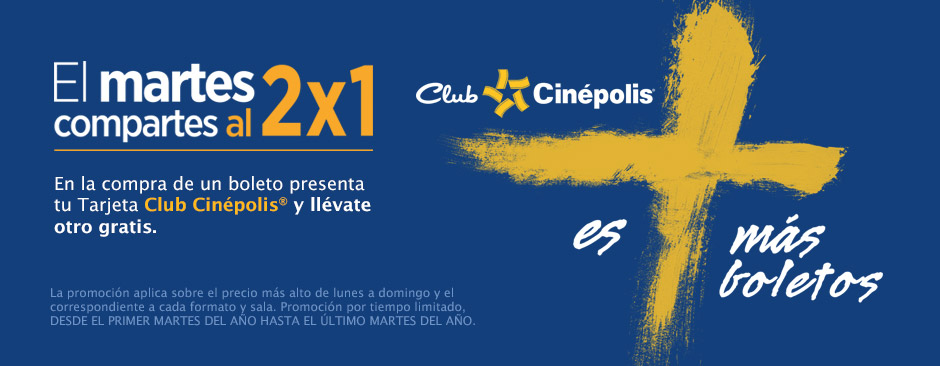 El martes
compartes al 2x1
En la compra de un boleto presenta
tu Tarjeta Club Cinépolis® y llévate
otro gratis.
La promoción aplica sobre el precio más alto de lunes a domingo y el
correspondiente a cada formato y sala. Promoción por tiempo limitado,
DESDE EL PRIMER MARTES DEL AÑO HASTA EL ÚLTIMO MARTES DEL AÑO.
Club Cinépolis®
es más
boletos